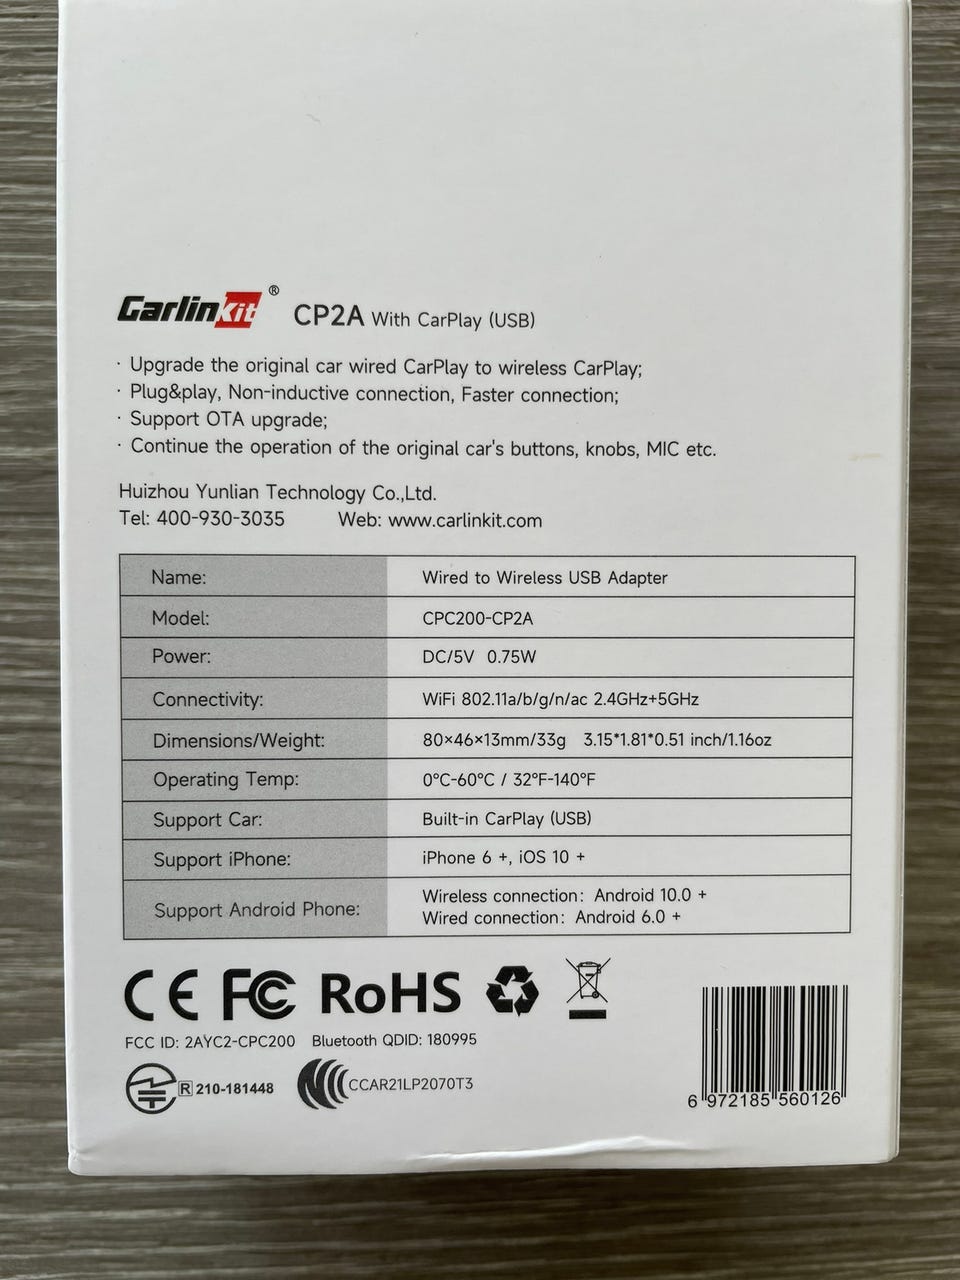 Carlinkit® CP2A With CarPlay (USB)
· Upgrade the original car wired CarPlay to wireless CarPlay;
· Plug&play, Non-inductive connection, Faster connection;
· Support OTA upgrade;
· Continue the operation of the original car's buttons, knobs, MIC etc.
Huizhou Yunlian Technology Co.,Ltd.
Tel: 400-930-3035 Web: www.carlinkit.com
Name: Wired to Wireless USB Adapter
Model: CPC200-CP2A
Power: DC/5V 0.75W
Connectivity: WiFi 802.11a/b/g/n/ac 2.4GHz+5GHz
Dimensions/Weight: 80×46×13mm/33g 3.15*1.81*0.51 inch/1.16oz
Operating Temp: 0°C-60°C / 32°F-140°F
Support Car: Built-in CarPlay (USB)
Support iPhone: iPhone 6 +, iOS 10 +
Support Android Phone: Wireless connection: Android 10.0 +
Wired connection: Android 6.0 +
CE FC RoHS
FCC ID: 2AYC2-CPC200 Bluetooth QDID: 180995
R 210-181448 CCAR21LP2070T3
6 972185 560126